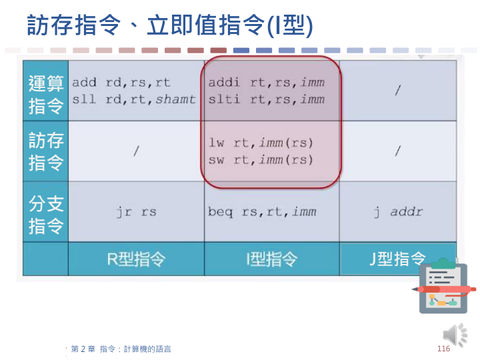 訪存指令、立即值指令(I型)
運算指令 add rd,rs,rt addi rt,rs,imm /
sll rd,rt,shamt slti rt,rs,imm
訪存指令 / lw rt,imm(rs) /
sw rt,imm(rs)
分支指令 jr rs beq rs,rt,imm j addr
R型指令 I型指令 J型指令
第 2 章 指令：計算機的語言 116